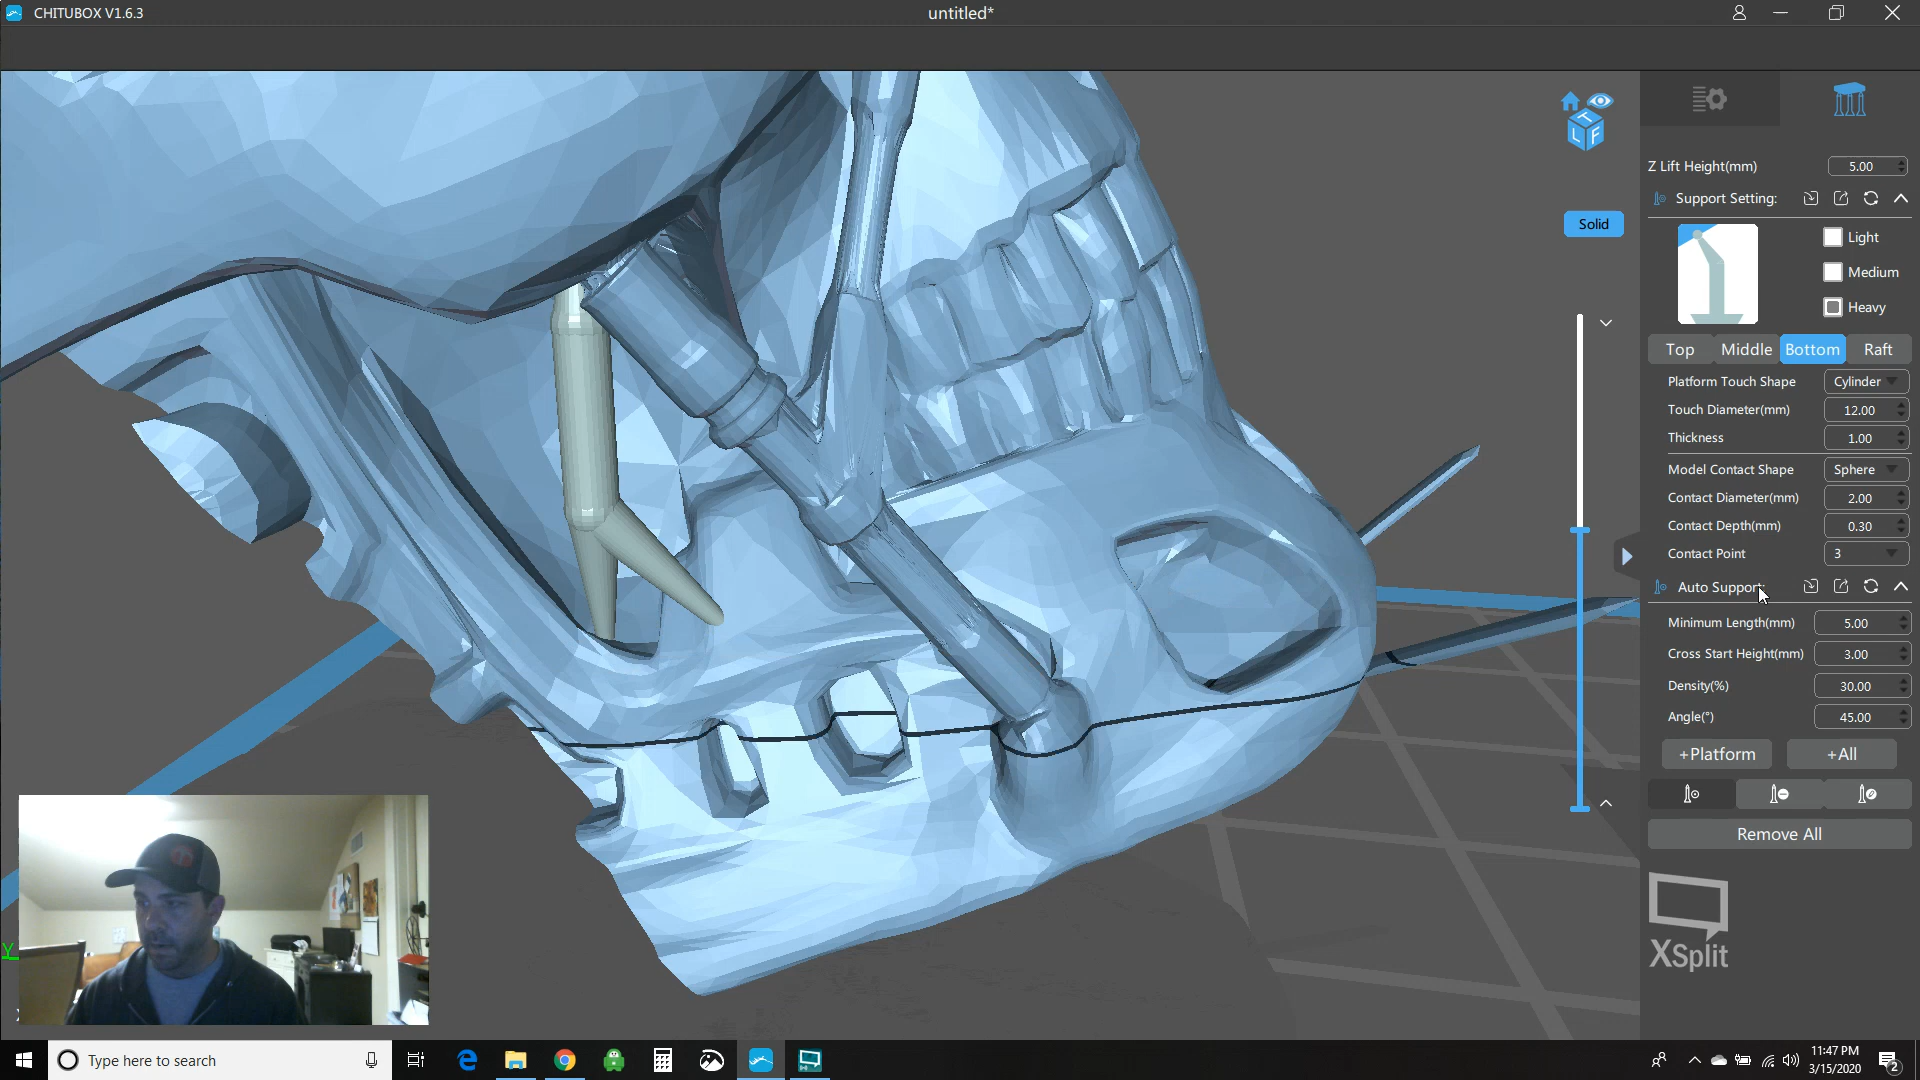 CHITUBOX V1.6.3
untitled*
Z Lift Height(mm) 5.00
Support Setting:
Solid
T
L F
Light
Medium
Heavy
Top Middle Bottom Raft
Platform Touch Shape Cylinder
Touch Diameter(mm) 12.00
Thickness 1.00
Model Contact Shape Sphere
Contact Diameter(mm) 2.00
Contact Depth(mm) 0.30
Contact Point 3
Auto Support:
Minimum Length(mm) 5.00
Cross Start Height(mm) 3.00
Density(%) 30.00
Angle(°) 45.00
+Platform +All
Remove All
XSplit
Y
Type here to search
11:47 PM
3/15/2020
2